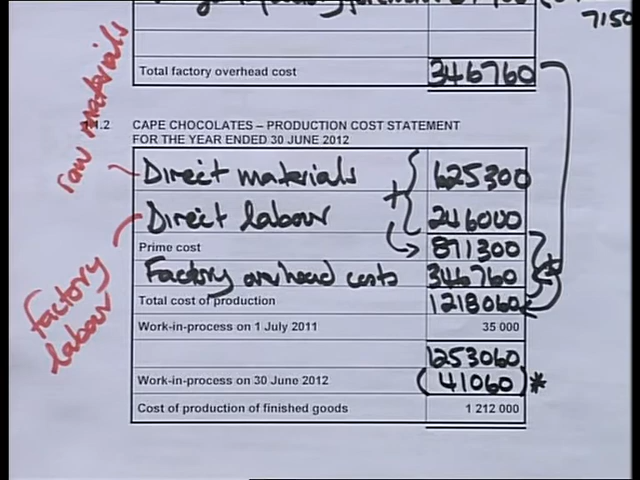 7150
Total factory overhead cost 346760
1.2 CAPE CHOCOLATES – PRODUCTION COST STATEMENT
FOR THE YEAR ENDED 30 JUNE 2012
raw materials
Direct materials + 625300
Direct labour 246000
Prime cost 871300 +
Factory overhead costs 346760
Factory labour
Total cost of production 1218060
Work-in-process on 1 July 2011 35 000
1253060
Work-in-process on 30 June 2012 (41060) *
Cost of production of finished goods 1 212 000